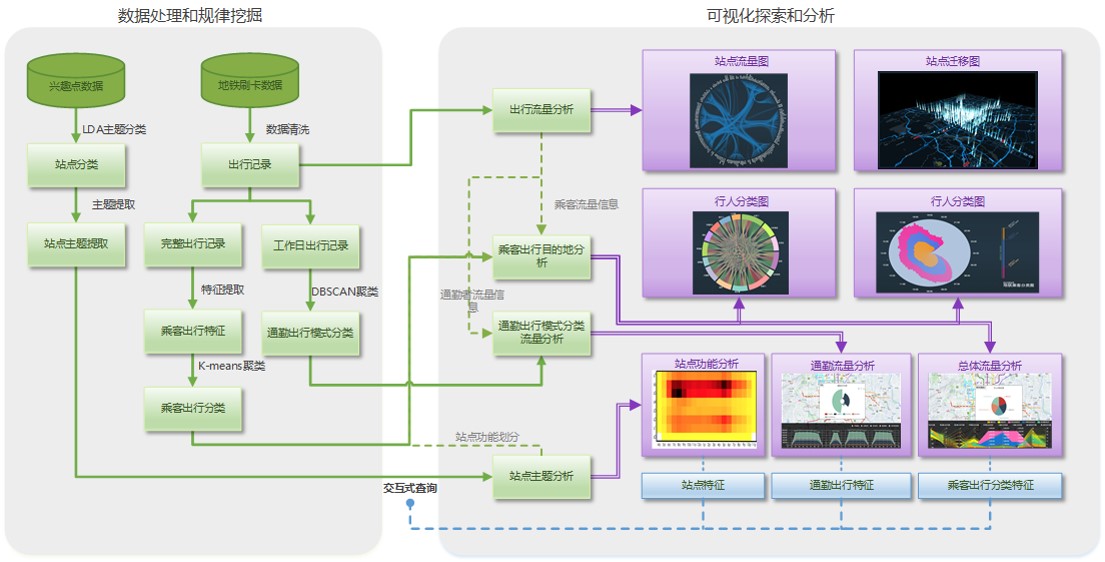 数据处理和规律挖掘
可视化探索和分析
兴趣点数据
地铁刷卡数据
LDA主题分类
数据清洗
站点分类
出行记录
主题提取
站点主题提取
完整出行记录
工作日出行记录
特征提取
DBSCAN聚类
乘客出行特征
通勤出行模式分类
K-means聚类
乘客出行分类
出行流量分析
乘客流量信息
乘客出行目的地分
析
通勤者流量信
息
通勤出行模式分类
流量分析
站点功能划分
站点主题分析
交互式查询
站点流量图
站点迁移图
行人分类图
行人分类图
站点功能分析
通勤流量分析
总体流量分析
站点特征
通勤出行特征
乘客出行分类特征